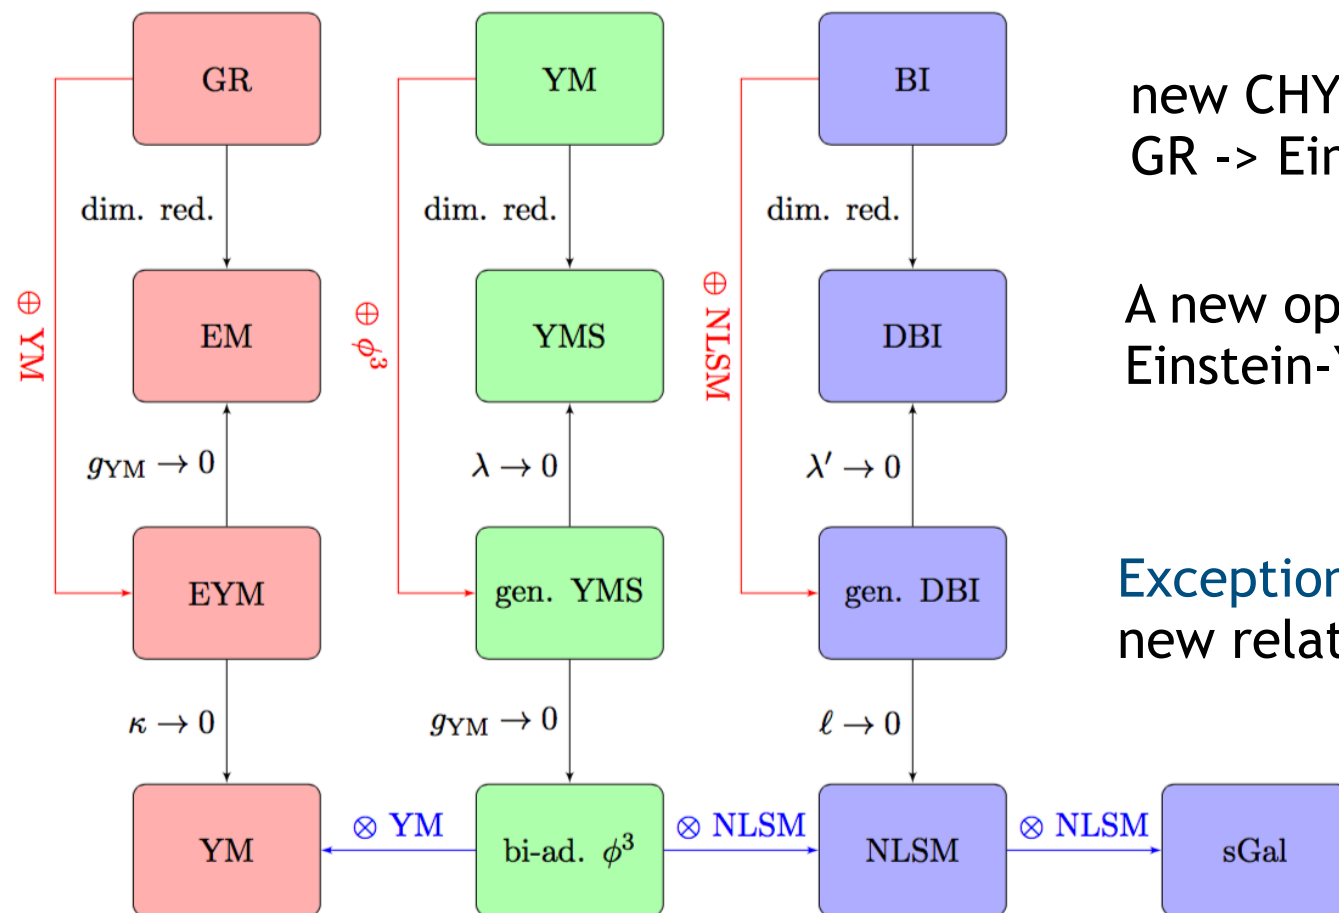 GR
YM
BI
new CHY
GR -> Ein
dim. red.
dim. red.
dim. red.
⊕ YM
⊕ ϕ³
⊕ NLSM
EM
YMS
DBI
A new op
Einstein-Y
g_YM → 0
λ → 0
λ′ → 0
EYM
gen. YMS
gen. DBI
Exception
new relat
κ → 0
g_YM → 0
ℓ → 0
YM
⊗ YM
bi-ad. ϕ³
⊗ NLSM
NLSM
⊗ NLSM
sGal